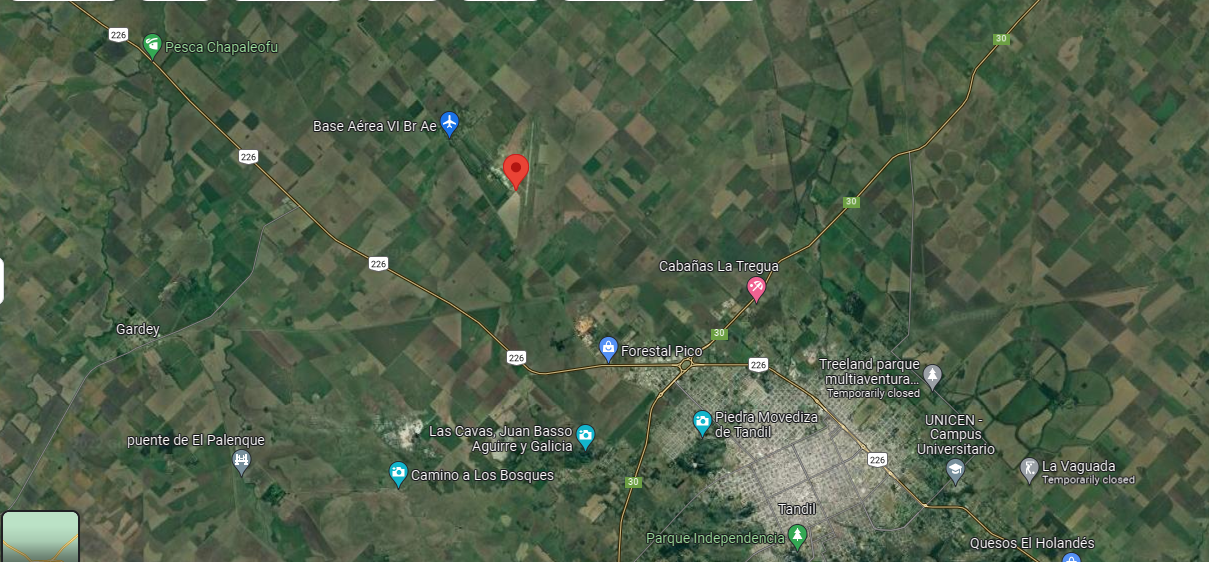 226
30
Pesca Chapaleofu
Base Aérea VI Br Ae
226
30
Cabañas La Tregua
226
Gardey
30
226
Forestal Pico
226
Treeland parque
multiaventura...
Temporarily closed
Piedra Movediza
de Tandil
UNICEN -
Campus
Universitario
Las Cavas, Juan Basso
Aguirre y Galicia
puente de El Palenque
226
La Vaguada
Temporarily closed
Camino a Los Bosques
30
Tandil
Parque Independencia
Quesos El Holandés